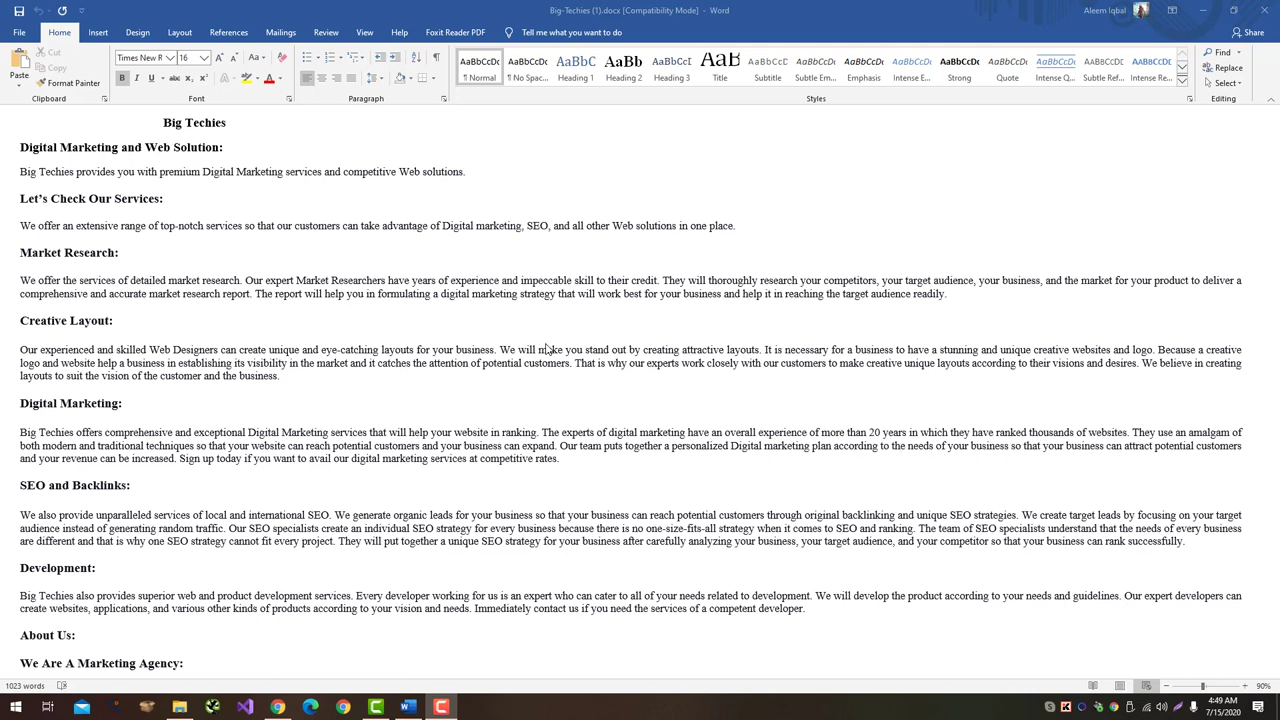 Big-Techies (1).docx [Compatibility Mode] - Word
Aleem Iqbal
File Home Insert Design Layout References Mailings Review View Help Foxit Reader PDF Tell me what you want to do Share
Paste
Cut
Copy
Format Painter
Clipboard
Times New R 16
Font
Paragraph
AaBbCcDc AaBbCcDc AaBbC AaBb AaBbCcD AaB AaBbCcD AaBbCcDc AaBbCcDc AaBbCcDc AaBbCcDc AaBbCcDc AaBbCcDc AABBCCDD AABBCCDD
¶ Normal ¶ No Spac... Heading 1 Heading 2 Heading 3 Title Subtitle Subtle Em... Emphasis Intense E... Strong Quote Intense Q... Subtle Ref... Intense Re...
Styles
Find
Replace
Select
Editing
Big Techies
Digital Marketing and Web Solution:
Big Techies provides you with premium Digital Marketing services and competitive Web solutions.
Let’s Check Our Services:
We offer an extensive range of top-notch services so that our customers can take advantage of Digital marketing, SEO, and all other Web solutions in one place.
Market Research:
We offer the services of detailed market research. Our expert Market Researchers have years of experience and impeccable skill to their credit. They will thoroughly research your competitors, your target audience, your business, and the market for your product to deliver a
comprehensive and accurate market research report. The report will help you in formulating a digital marketing strategy that will work best for your business and help it in reaching the target audience readily.
Creative Layout:
Our experienced and skilled Web Designers can create unique and eye-catching layouts for your business. We will make you stand out by creating attractive layouts. It is necessary for a business to have a stunning and unique creative websites and logo. Because a creative
logo and website help a business in establishing its visibility in the market and it catches the attention of potential customers. That is why our experts work closely with our customers to make creative unique layouts according to their visions and desires. We believe in creating
layouts to suit the vision of the customer and the business.
Digital Marketing:
Big Techies offers comprehensive and exceptional Digital Marketing services that will help your website in ranking. The experts of digital marketing have an overall experience of more than 20 years in which they have ranked thousands of websites. They use an amalgam of
both modern and traditional techniques so that your website can reach potential customers and your business can expand. Our team puts together a personalized Digital marketing plan according to the needs of your business so that your business can attract potential customers
and your revenue can be increased. Sign up today if you want to avail our digital marketing services at competitive rates.
SEO and Backlinks:
We also provide unparalleled services of local and international SEO. We generate organic leads for your business so that your business can reach potential customers through original backlinking and unique SEO strategies. We create target leads by focusing on your target
audience instead of generating random traffic. Our SEO specialists create an individual SEO strategy for every business because there is no one-size-fits-all strategy when it comes to SEO and ranking. The team of SEO specialists understand that the needs of every business
are different and that is why one SEO strategy cannot fit every project. They will put together a unique SEO strategy for your business after carefully analyzing your business, your target audience, and your competitor so that your business can rank successfully.
Development:
Big Techies also provides superior web and product development services. Every developer working for us is an expert who can cater to all of your needs related to development. We will develop the product according to your needs and guidelines. Our expert developers can
create websites, applications, and various other kinds of products according to your vision and needs. Immediately contact us if you need the services of a competent developer.
About Us:
We Are A Marketing Agency:
1023 words
90%
4:49 AM
7/15/2020